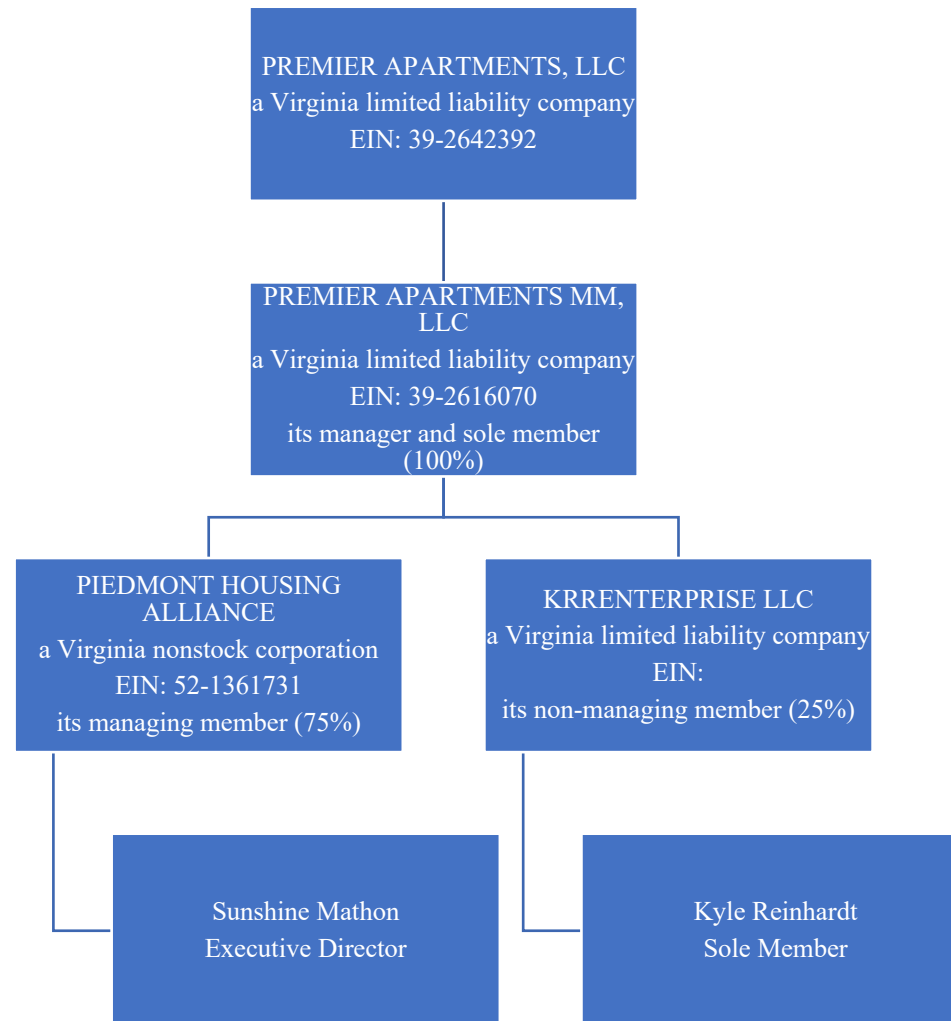 PREMIER APARTMENTS, LLC
a Virginia limited liability company
EIN: 39-2642392
PREMIER APARTMENTS MM,
LLC
a Virginia limited liability company
EIN: 39-2616070
its manager and sole member
(100%)
PIEDMONT HOUSING
ALLIANCE
a Virginia nonstock corporation
EIN: 52-1361731
its managing member (75%)
KRRENTERPRISE LLC
a Virginia limited liability company
EIN:
its non-managing member (25%)
Sunshine Mathon
Executive Director
Kyle Reinhardt
Sole Member